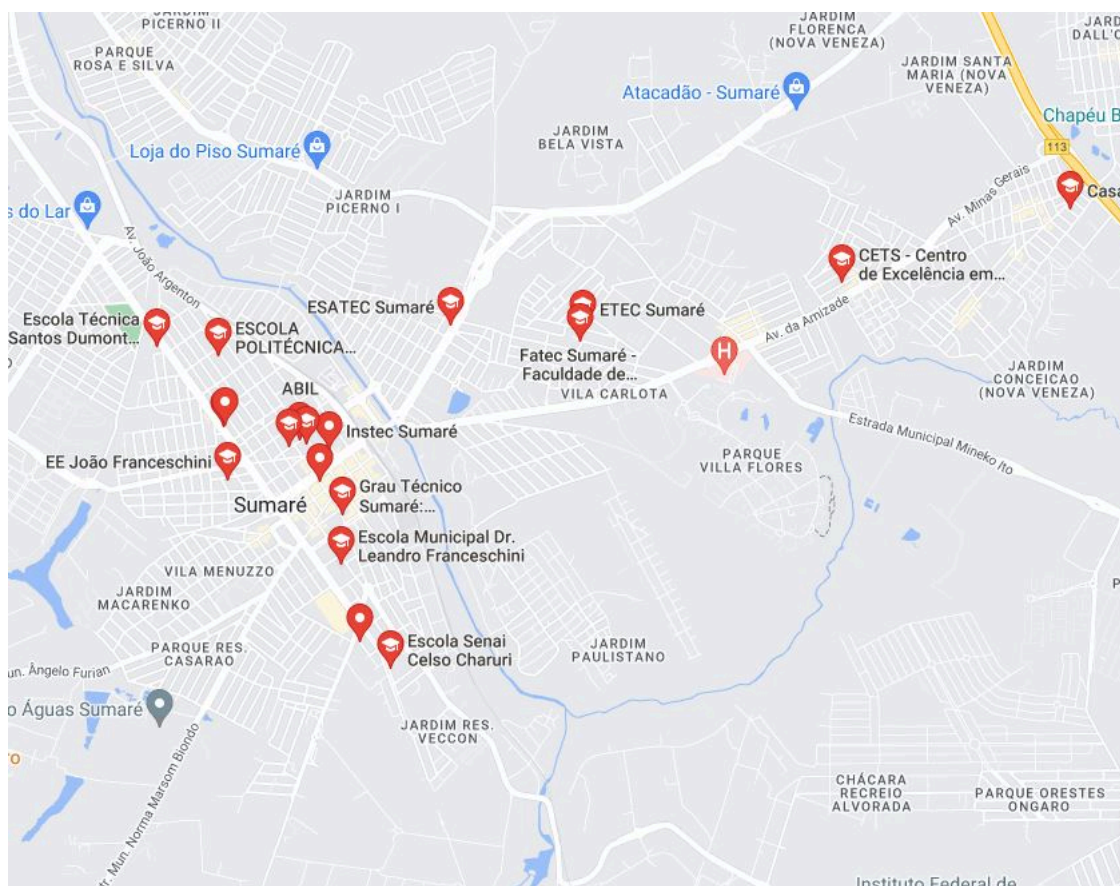 JARDIM
PICERNO II
JARDIM
FLORENCA
(NOVA VENEZA)
PARQUE
ROSA E SILVA
JARDIM SANTA
MARIA (NOVA
VENEZA)
Atacadão - Sumaré
Chapéu B
113
JARDIM
BELA VISTA
Loja do Piso Sumaré
JARDIM
PICERNO I
s do Lar
Av. Minas Gerais
Casa
Av. João Argenton
CETS - Centro
de Excelência em...
ESATEC Sumaré
ETEC Sumaré
Escola Técnica
Santos Dumont...
ESCOLA
POLITÉCNICA...
Av. da Amizade
Fatec Sumaré -
Faculdade de...
H
VILA CARLOTA
JARDIM
CONCEICAO
(NOVA VENEZA)
ABIL
Instec Sumaré
Estrada Municipal Mineko Ito
EE João Franceschini
PARQUE
VILLA FLORES
Sumaré
Grau Técnico
Sumaré:...
Escola Municipal Dr.
Leandro Franceschini
VILA MENUZZO
JARDIM
MACARENKO
PARQUE RES.
CASARAO
Escola Senai
Celso Charuri
JARDIM
PAULISTANO
un. Ângelo Furian
o Águas Sumaré
JARDIM RES.
VECCON
ro
tr. Mun. Norma Marsom Biondo
CHÁCARA
RECREIO
ALVORADA
PARQUE ORESTES
ONGARO
Instituto Federal de